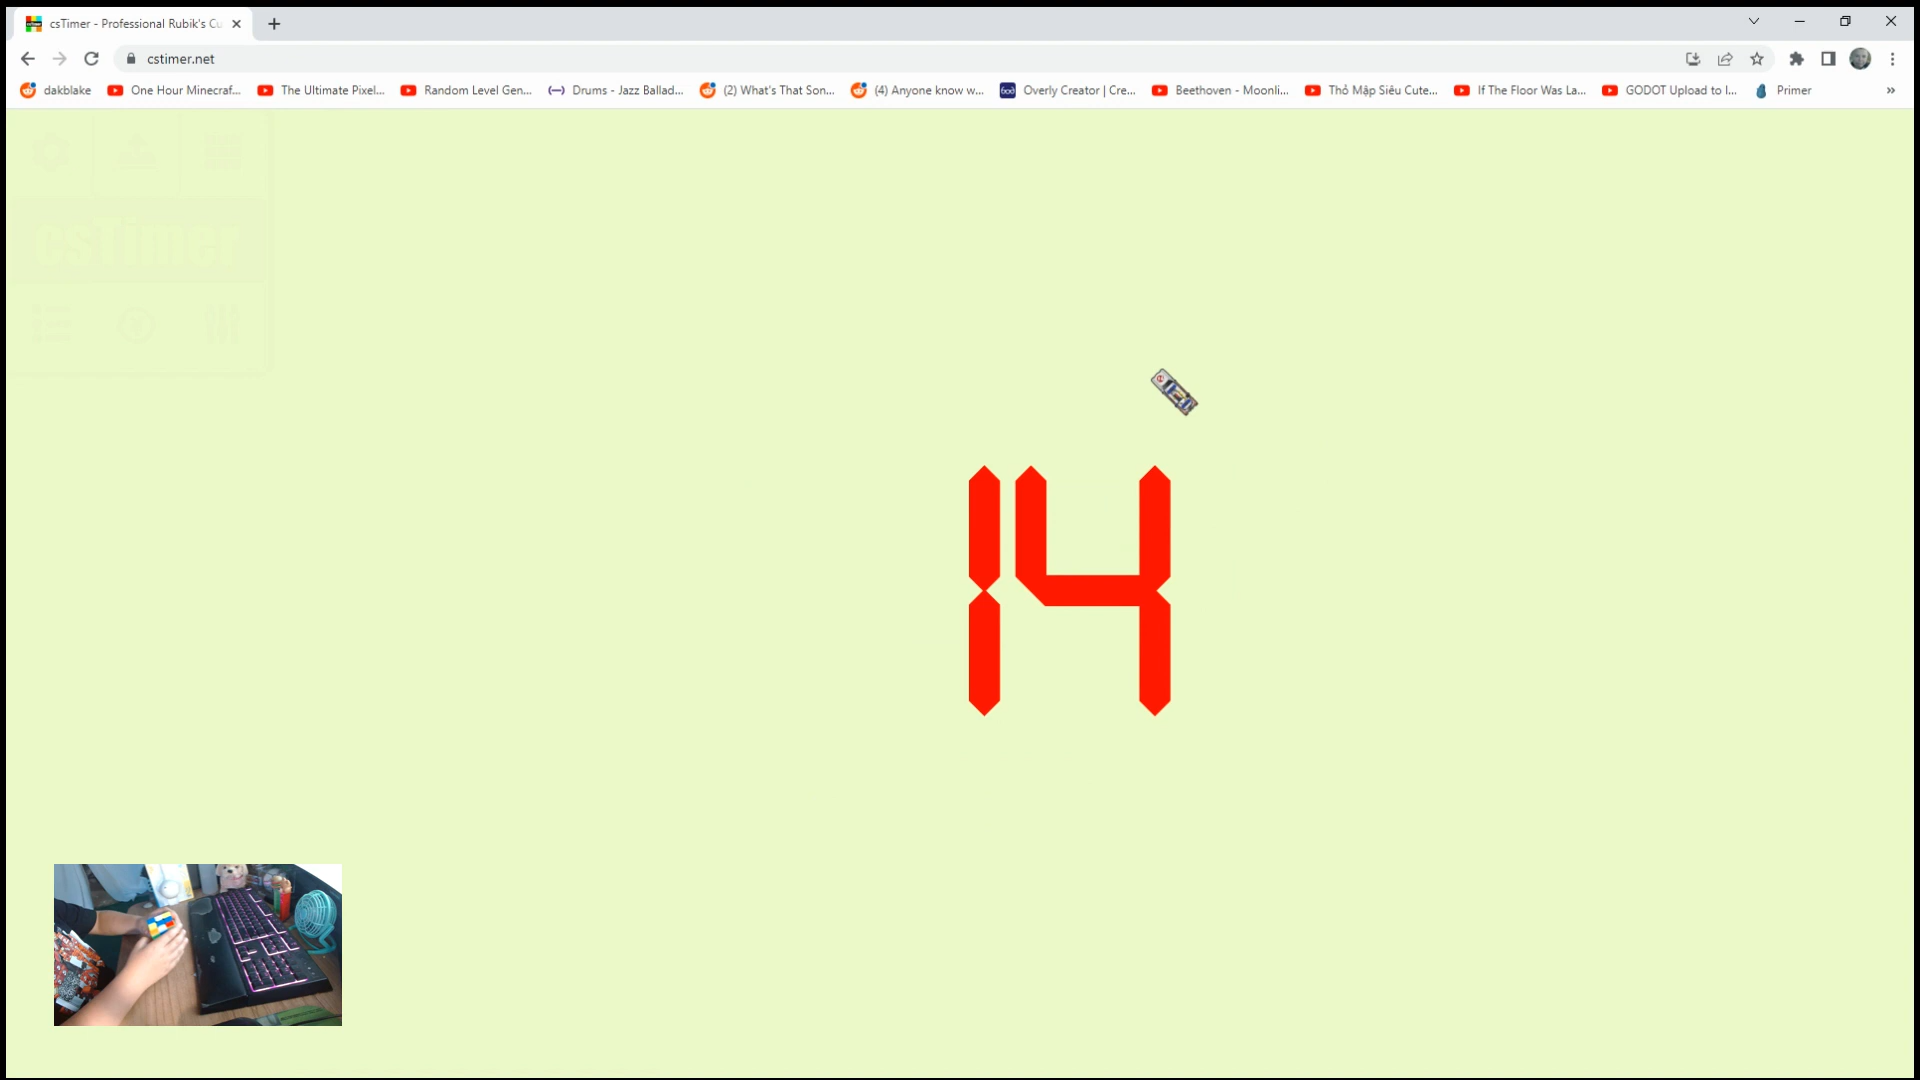 csTimer - Professional Rubik's Cu
cstimer.net
dakblake
One Hour Minecraf...
The Ultimate Pixel...
Random Level Gen...
Drums - Jazz Ballad...
(2) What's That Son...
(4) Anyone know w...
Overly Creator | Cre...
Beethoven - Moonli...
Thỏ Mập Siêu Cute...
If The Floor Was La...
GODOT Upload to I...
Primer
csTimer
14